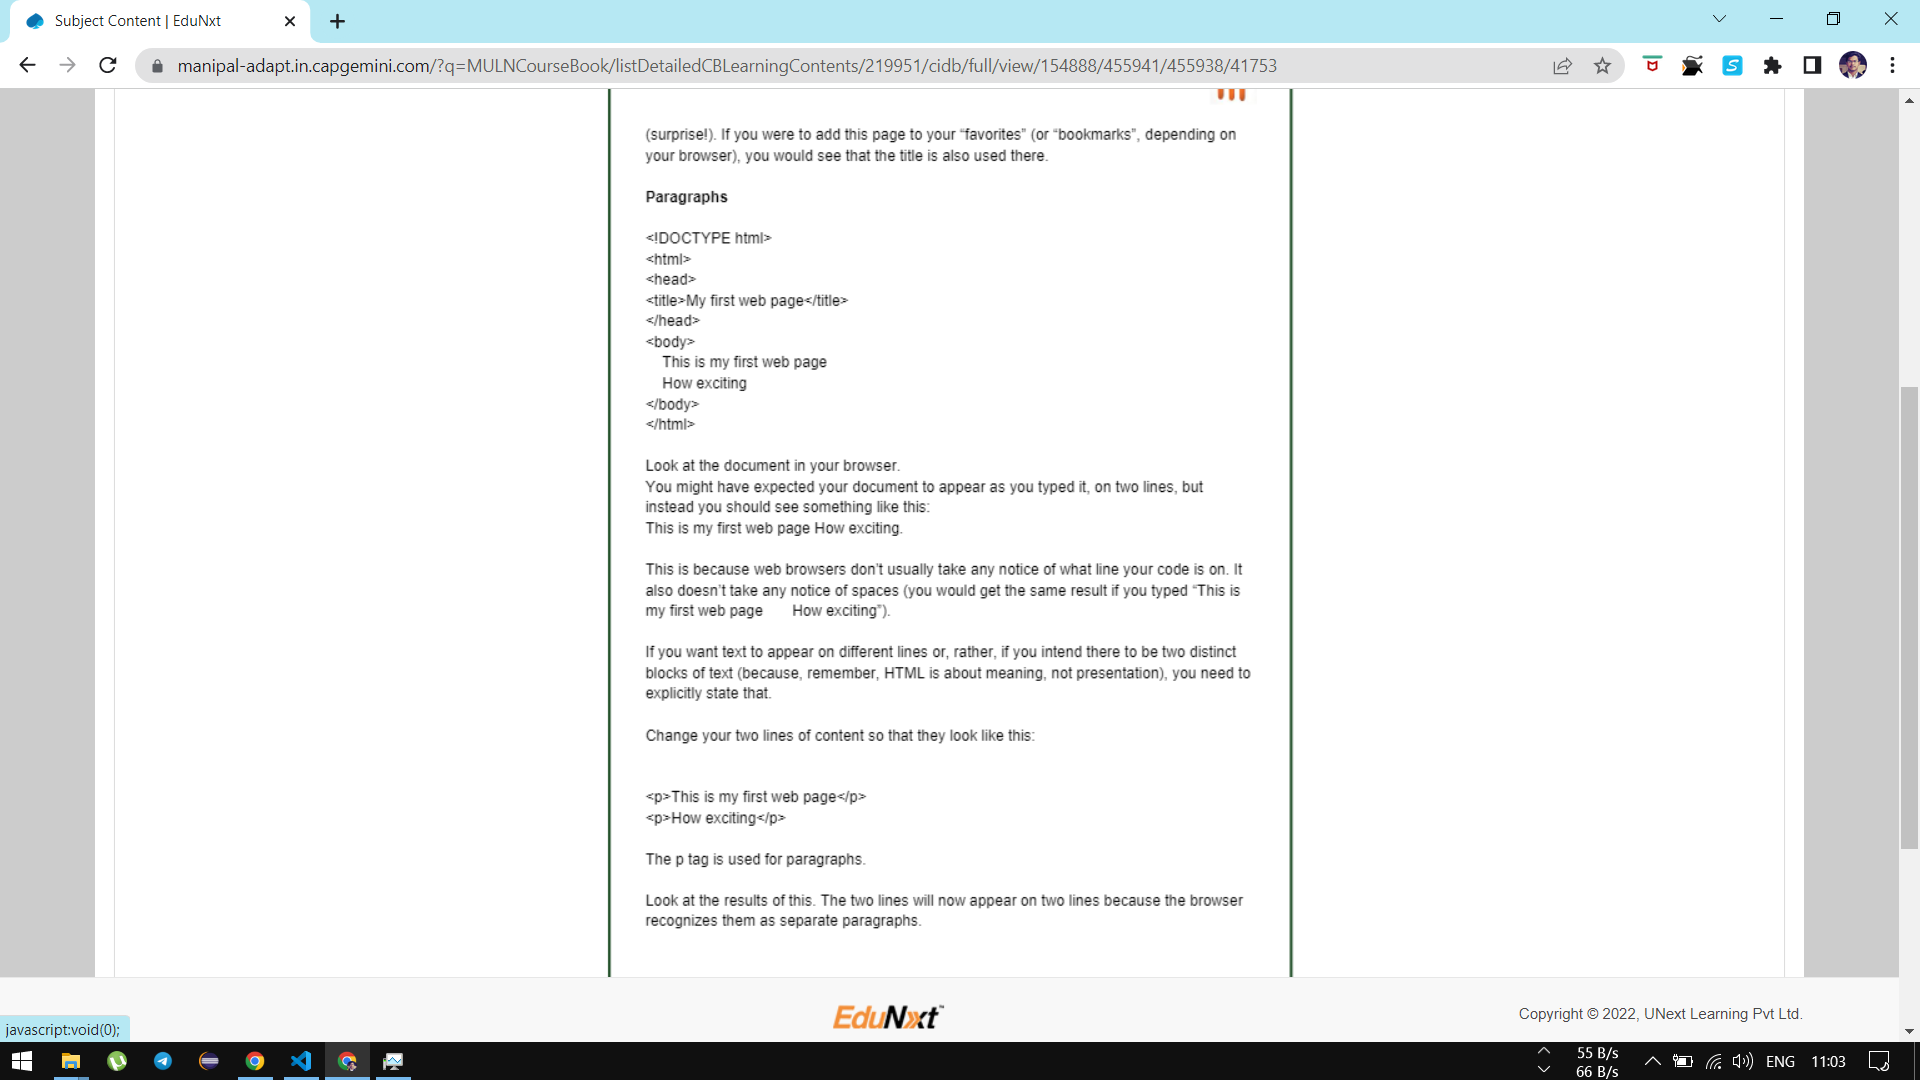 Subject Content | EduNxt
manipal-adapt.in.capgemini.com/?q=MULNCourseBook/listDetailedCBLearningContents/219951/cidb/full/view/154888/455941/455938/41753
(surprise!). If you were to add this page to your “favorites” (or “bookmarks”, depending on
your browser), you would see that the title is also used there.
Paragraphs
<!DOCTYPE html>
<html>
<head>
<title>My first web page</title>
</head>
<body>
This is my first web page
How exciting
</body>
</html>
Look at the document in your browser.
You might have expected your document to appear as you typed it, on two lines, but
instead you should see something like this:
This is my first web page How exciting.
This is because web browsers don’t usually take any notice of what line your code is on. It
also doesn’t take any notice of spaces (you would get the same result if you typed “This is
my first web page How exciting”).
If you want text to appear on different lines or, rather, if you intend there to be two distinct
blocks of text (because, remember, HTML is about meaning, not presentation), you need to
explicitly state that.
Change your two lines of content so that they look like this:
<p>This is my first web page</p>
<p>How exciting</p>
The p tag is used for paragraphs.
Look at the results of this. The two lines will now appear on two lines because the browser
recognizes them as separate paragraphs.
EduNxt™
Copyright © 2022, UNext Learning Pvt Ltd.
javascript:void(0);
55 B/s
66 B/s
ENG
11:03